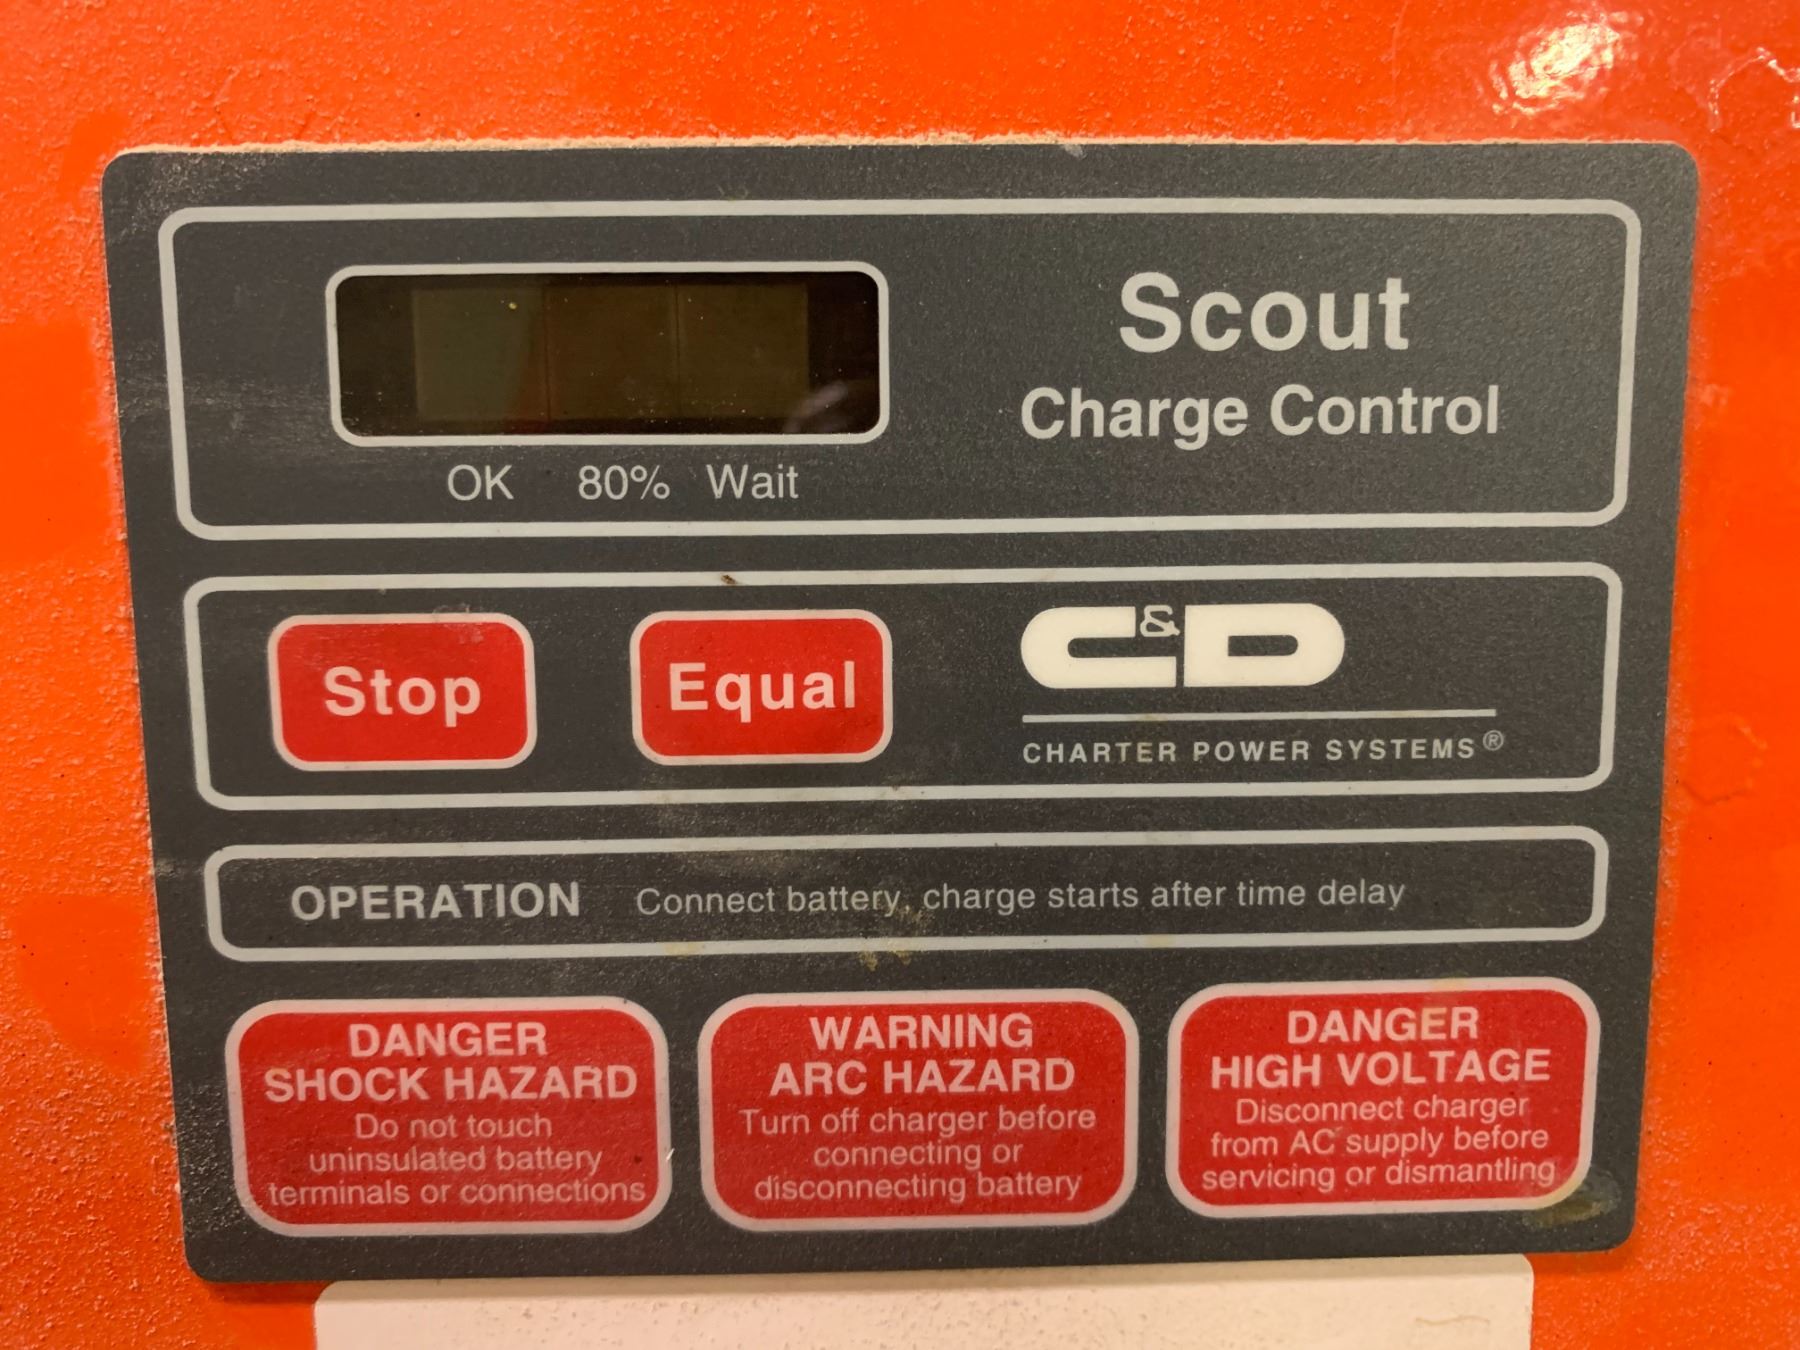 Scout
Charge Control
OK 80% Wait
Stop Equal
C&D
CHARTER POWER SYSTEMS®
OPERATION Connect battery, charge starts after time delay
DANGER
SHOCK HAZARD
Do not touch
uninsulated battery
terminals or connections
WARNING
ARC HAZARD
Turn off charger before
connecting or
disconnecting battery
DANGER
HIGH VOLTAGE
Disconnect charger
from AC supply before
servicing or dismantling